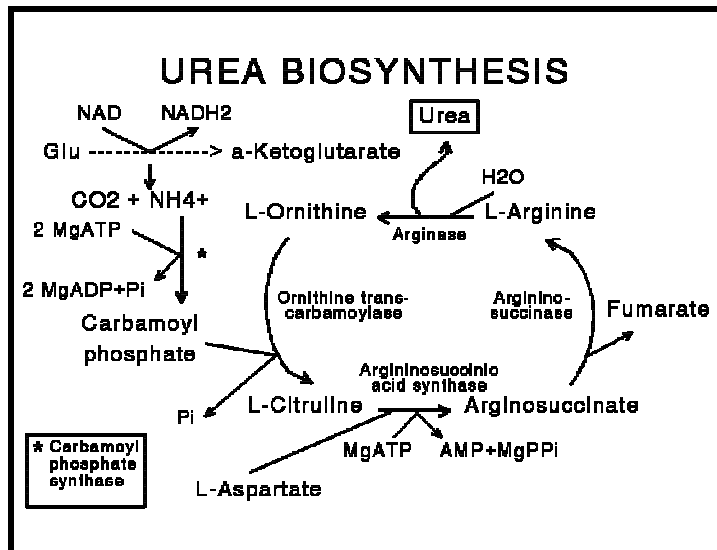 UREA BIOSYNTHESIS
NAD NADH2
Glu ------------> a-Ketoglutarate
Urea
CO2 + NH4+
H2O
L-Ornithine
L-Arginine
Arginase
2 MgATP
*
2 MgADP+Pi
Carbamoyl
phosphate
Ornithine trans-
carbamoylase
Arginino-
succinase
Fumarate
Argininosuccinic
acid synthase
Pi
L-Citruline
Arginosuccinate
MgATP
AMP+MgPPi
L-Aspartate
* Carbamoyl
phosphate
synthase